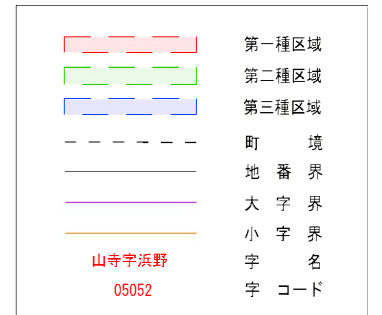 第一種区域
第二種区域
第三種区域
町 境
地 番 界
大 字 界
小 字 界
山寺字浜野 字 名
05052 字 コード